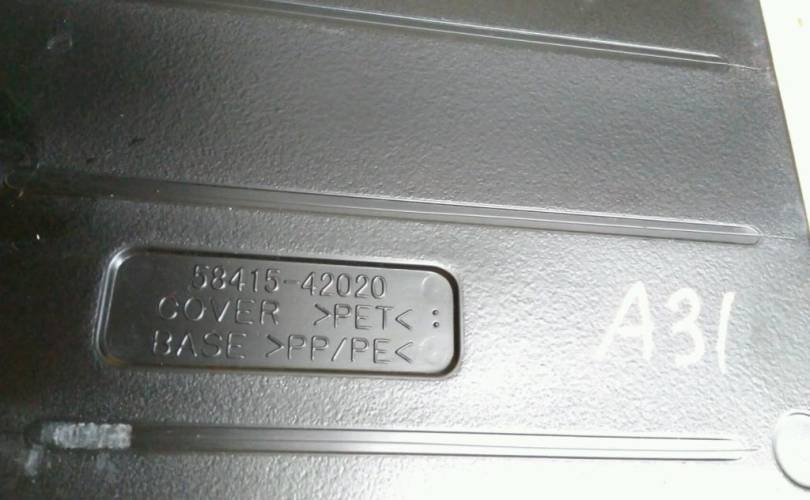 58415-42020
COVER >PET< :
BASE >PP/PE<
A31